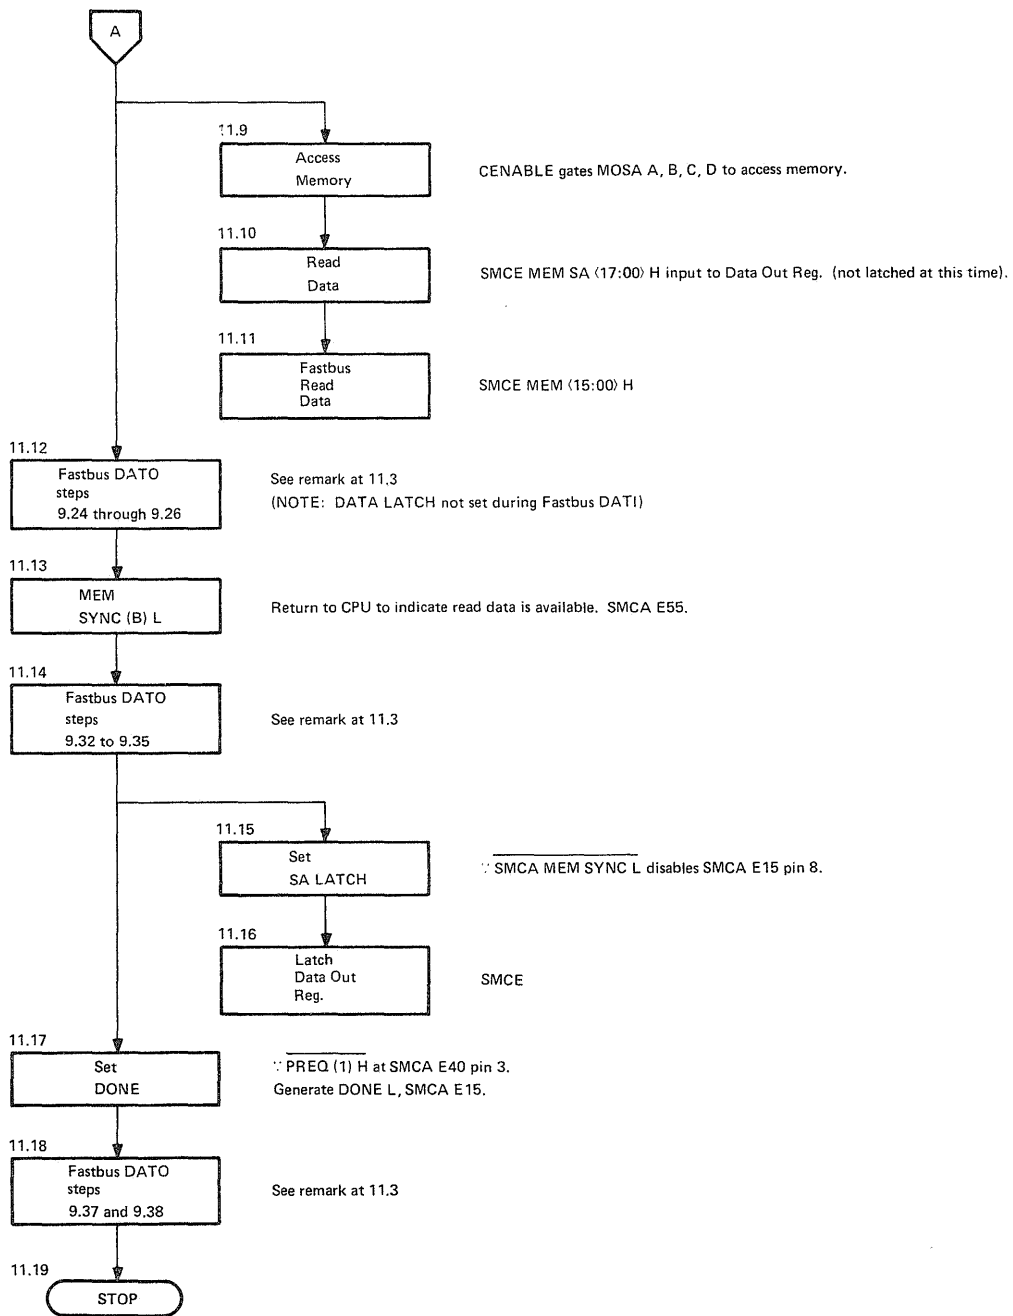 A
11.9
Access
Memory
CENABLE gates MOSA A, B, C, D to access memory.
11.10
Read
Data
SMCE MEM SA ⟨17:00⟩ H input to Data Out Reg. (not latched at this time).
11.11
Fastbus
Read
Data
SMCE MEM ⟨15:00⟩ H
11.12
Fastbus DATO
steps
9.24 through 9.26
See remark at 11.3
(NOTE: DATA LATCH not set during Fastbus DATI)
11.13
MEM
SYNC (B) L
Return to CPU to indicate read data is available. SMCA E55.
11.14
Fastbus DATO
steps
9.32 to 9.35
See remark at 11.3
11.15
Set
SA LATCH
∵ SMCA MEM SYNC L disables SMCA E15 pin 8.
11.16
Latch
Data Out
Reg.
SMCE
11.17
Set
DONE
∵ PREQ (1) H at SMCA E40 pin 3.
Generate DONE L, SMCA E15.
11.18
Fastbus DATO
steps
9.37 and 9.38
See remark at 11.3
11.19
STOP